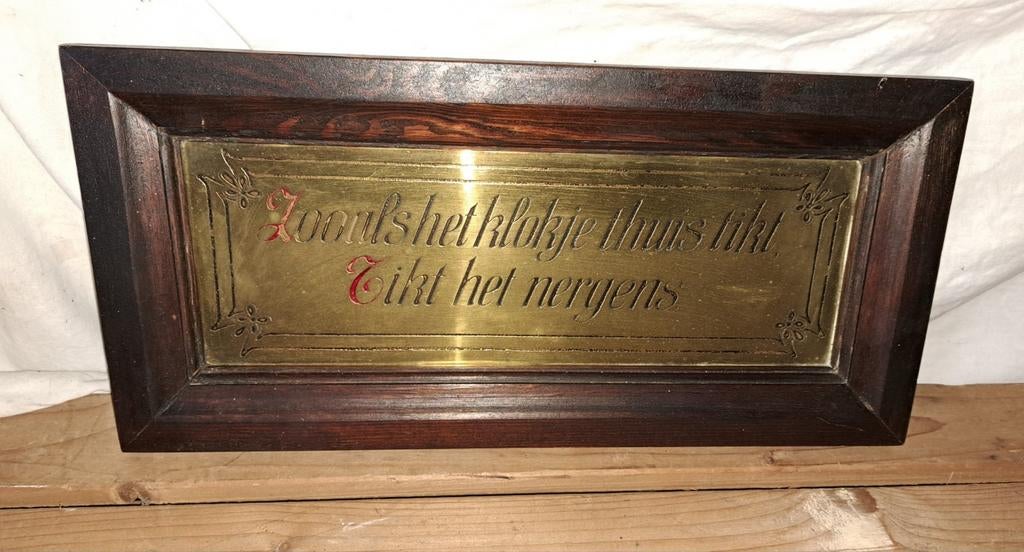 Zooals het klokje thuis tikt,
Tikt het nergens